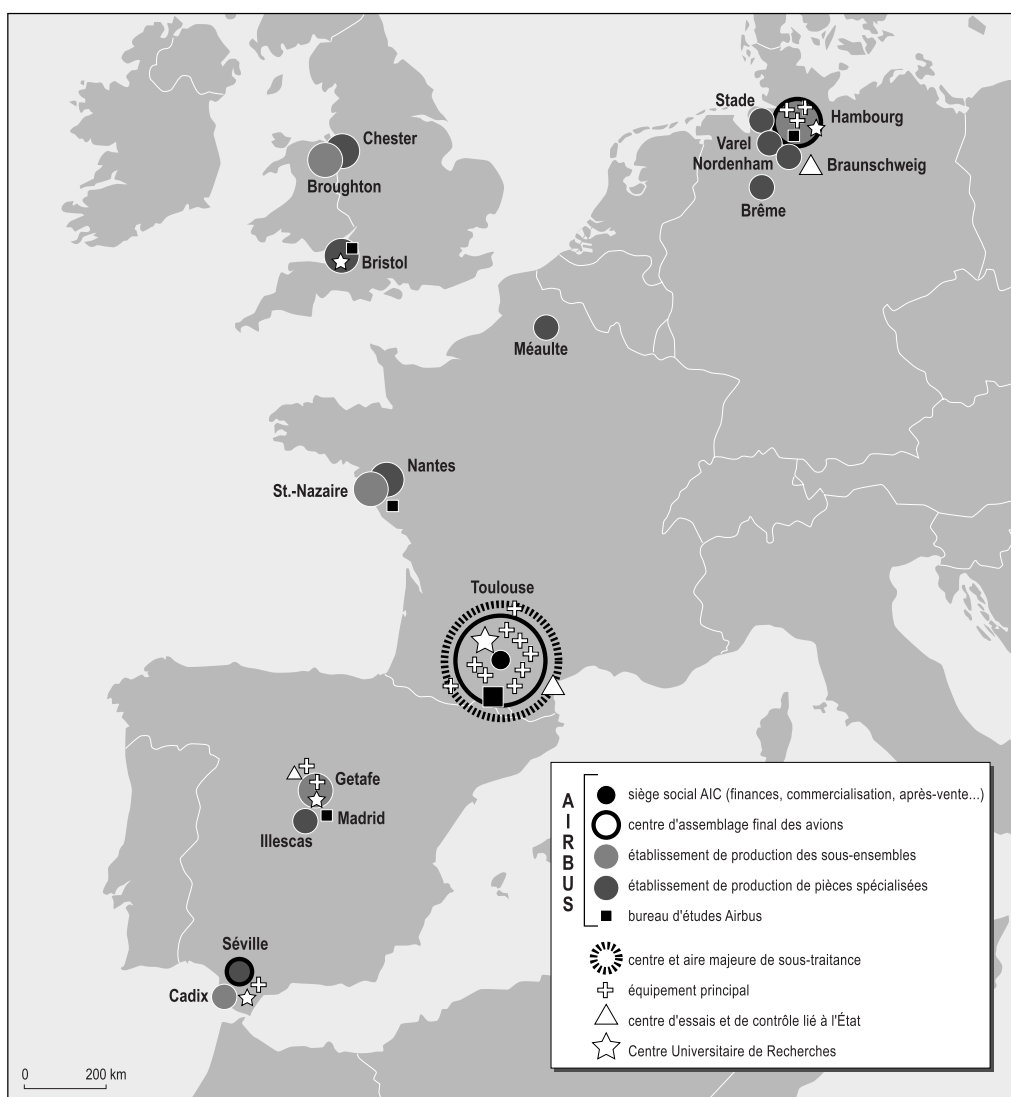 Stade
Hambourg
Varel
Nordenham
Braunschweig
Brême
Chester
Broughton
Bristol
Méaulte
Nantes
St.-Nazaire
Toulouse
Getafe
Madrid
Illescas
Séville
Cadix
AIRBUS
siège social AIC (finances, commercialisation, après-vente...)
centre d'assemblage final des avions
établissement de production des sous-ensembles
établissement de production de pièces spécialisées
bureau d'études Airbus
centre et aire majeure de sous-traitance
équipement principal
centre d'essais et de contrôle lié à l'État
Centre Universitaire de Recherches
0 200 km